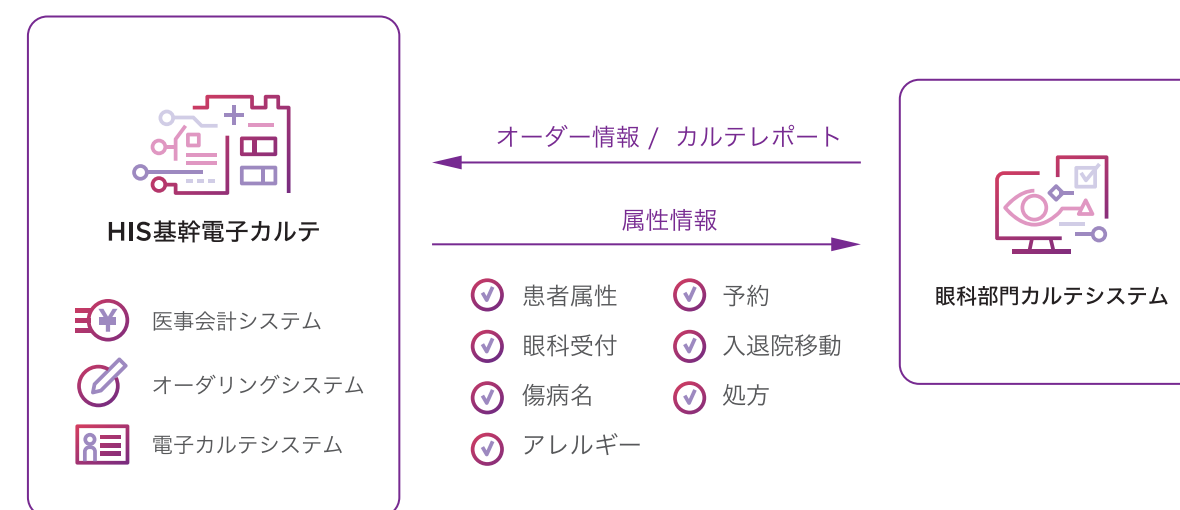 HIS基幹電子カルテ
¥
医事会計システム
オーダリングシステム
電子カルテシステム
オーダー情報 / カルテレポート
属性情報
患者属性
眼科受付
傷病名
アレルギー
予約
入退院移動
処方
眼科部門カルテシステム